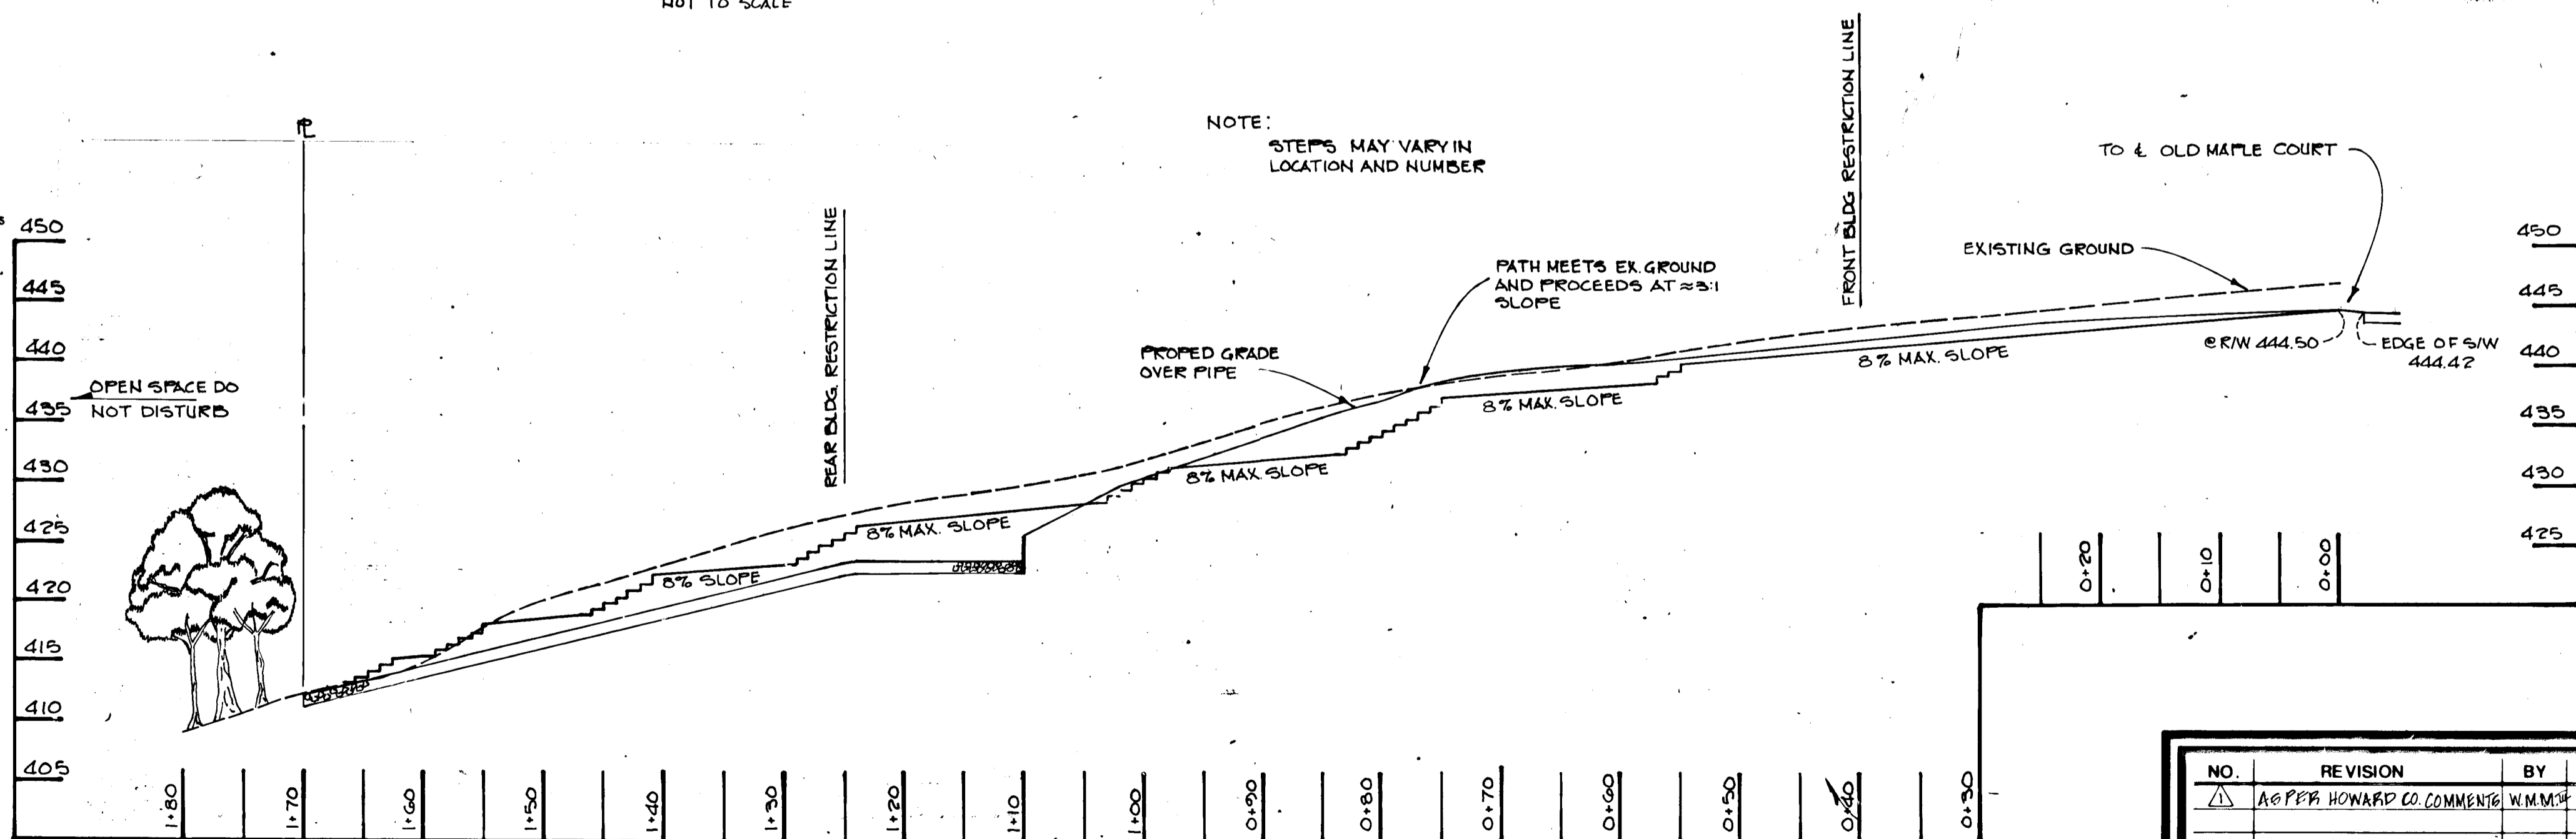 NOT TO SCALE
℄
NOTE:
STEPS MAY VARY IN
LOCATION AND NUMBER
FRONT BLDG RESTRICTION LINE
TO ℄ OLD MAPLE COURT
REAR BLDG. RESTRICTION LINE
EXISTING GROUND
PATH MEETS EX. GROUND
AND PROCEEDS AT ≈3:1
SLOPE
PROPED GRADE
OVER PIPE
@ R/W 444.50
EDGE OF S/W
444.42
OPEN SPACE DO
NOT DISTURB
8% MAX. SLOPE
8% MAX. SLOPE
8% MAX. SLOPE
8% MAX. SLOPE
8% SLOPE
450
445
440
435
430
425
420
415
410
405
450
445
440
435
430
425
0+20
0+10
0+00
1+80
1+70
1+60
1+50
1+40
1+30
1+20
1+10
1+00
0+90
0+80
0+70
0+60
0+50
0+40
0+30
NO. REVISION BY
1 AS PER HOWARD CO. COMMENTS W.M.M. III